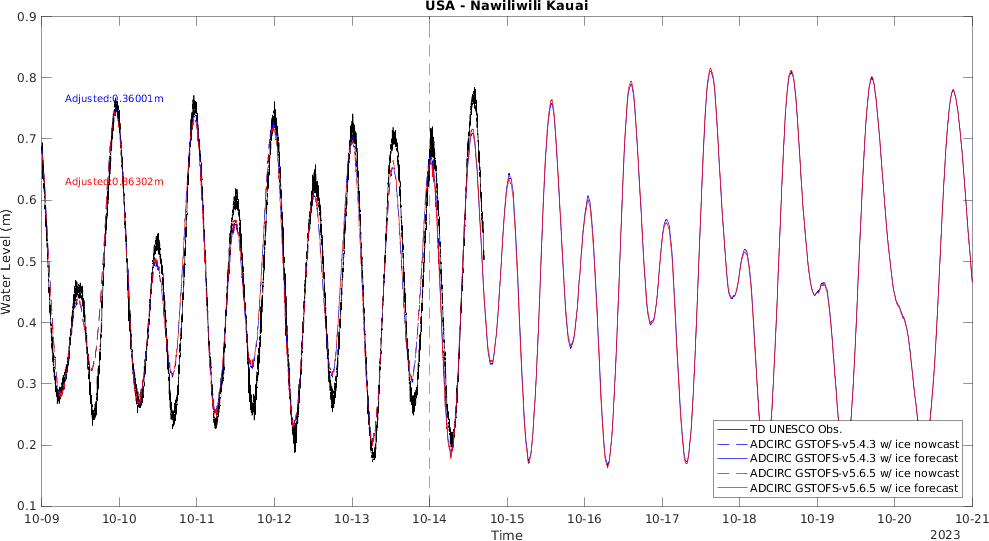 USA - Nawiliwili Kauai
0.9
0.8
0.7
0.6
0.5
0.4
0.3
0.2
0.1
Water Level (m)
Adjusted:0.36001m
Adjusted:0.36302m
TD UNESCO Obs.
ADCIRC GSTOFS-v5.4.3 w/ ice nowcast
ADCIRC GSTOFS-v5.4.3 w/ ice forecast
ADCIRC GSTOFS-v5.6.5 w/ ice nowcast
ADCIRC GSTOFS-v5.6.5 w/ ice forecast
10-09 10-10 10-11 10-12 10-13 10-14 10-15 10-16 10-17 10-18 10-19 10-20 10-21
Time 2023